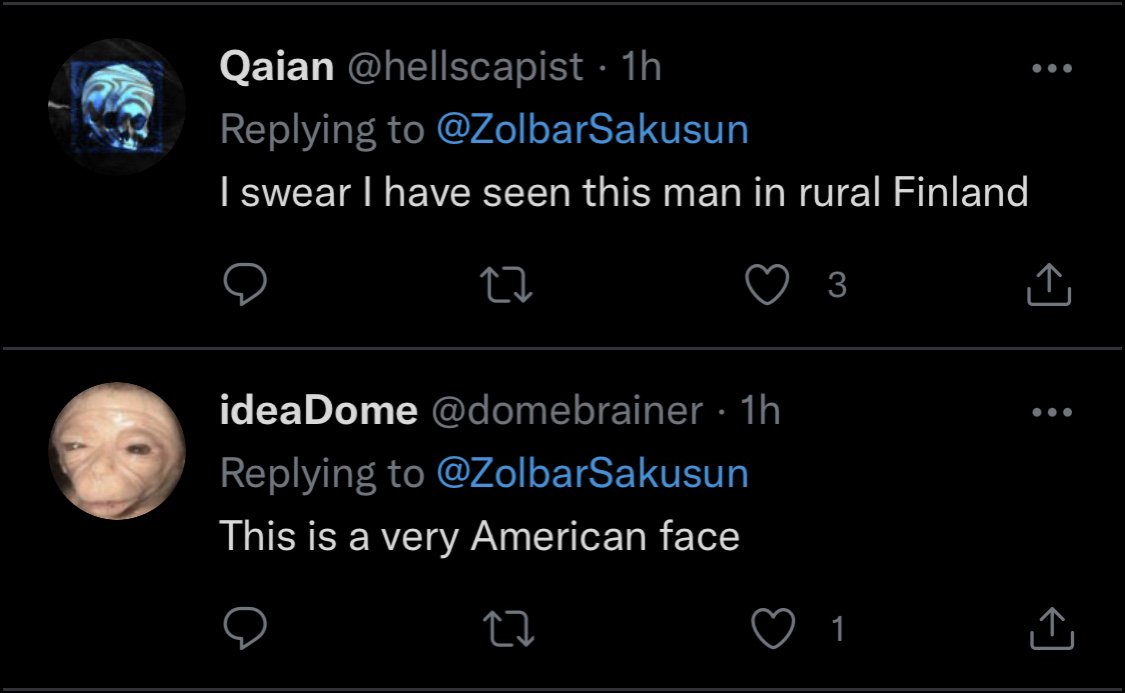 Qaian @hellscapist · 1h
Replying to @ZolbarSakusun
I swear I have seen this man in rural Finland
3
ideaDome @domebrainer · 1h
Replying to @ZolbarSakusun
This is a very American face
1